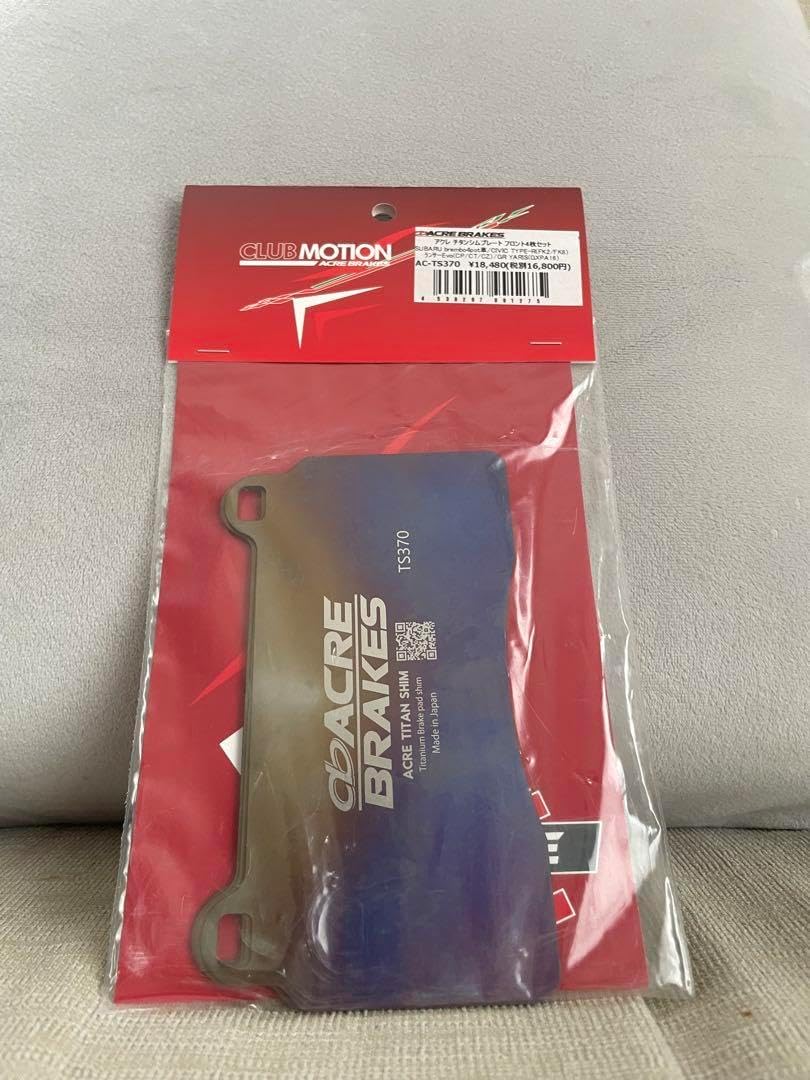 CLUB MOTION
ACRE BRAKES
ACRE BRAKES
アクレ チタンシムプレート フロント4枚セット
SUBARU brembo4pot車/CIVIC TYPE-R(FK2/FK8)
ランサーEvo(CP/CT/CZ)/GR YARIS(GXPA16)
AC-TS370 ¥18,480(税別16,800円)
TS370
ACRE
BRAKES
ACRE TITAN SHIM
Titanium Brake pad shim
Made in Japan